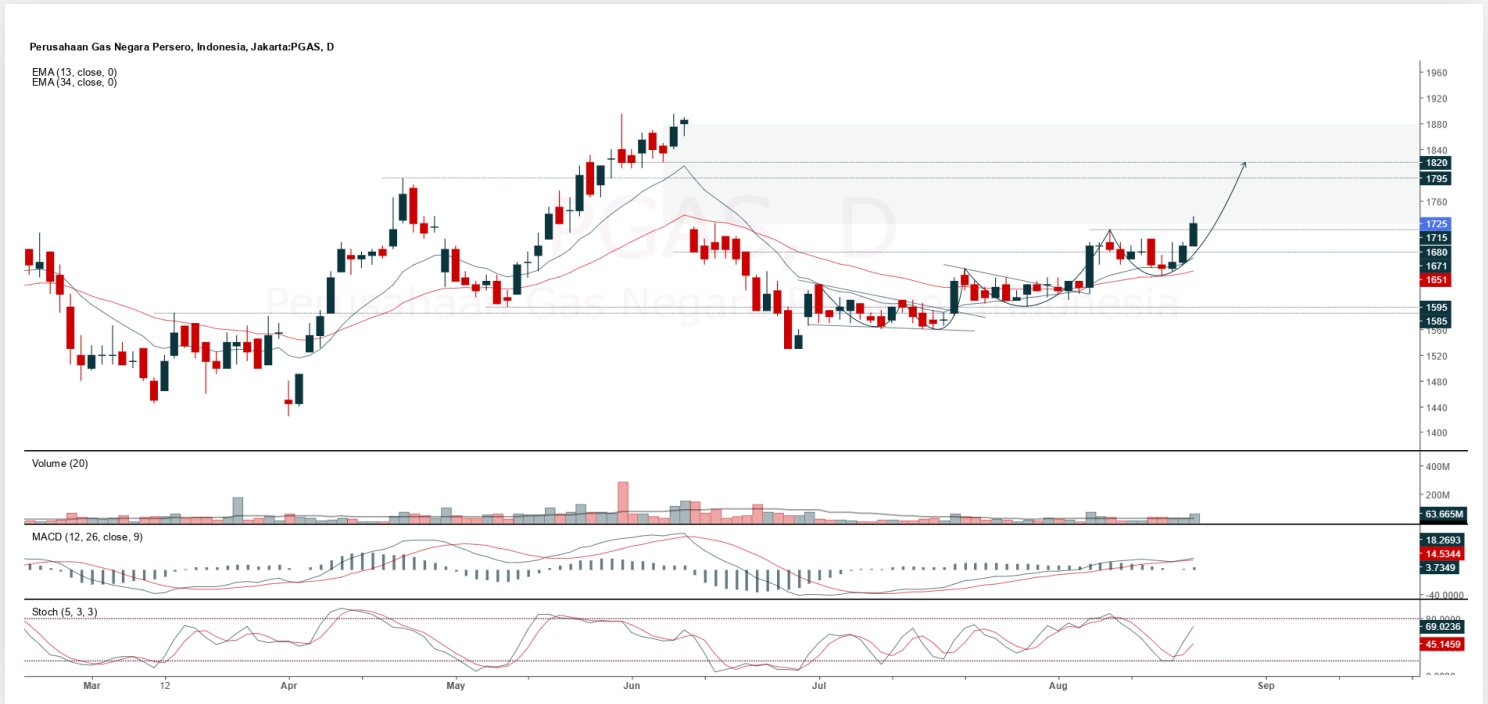 Perusahaan Gas Negara Persero, Indonesia, Jakarta:PGAS, D
EMA (13, close, 0)
EMA (34, close, 0)
PGAS, D
Perusahaan Gas Negara Persero, Indonesia
1960
1920
1880
1840
1820
1795
1760
1725
1715
1680
1671
1651
1595
1585
1560
1520
1480
1440
1400
Volume (20)
400M
200M
63.665M
MACD (12, 26, close, 9)
18.2693
14.5344
3.7349
-40.0000
Stoch (5, 3, 3)
80.0000
69.0236
45.1459
Mar 12 Apr May Jun Jul Aug Sep